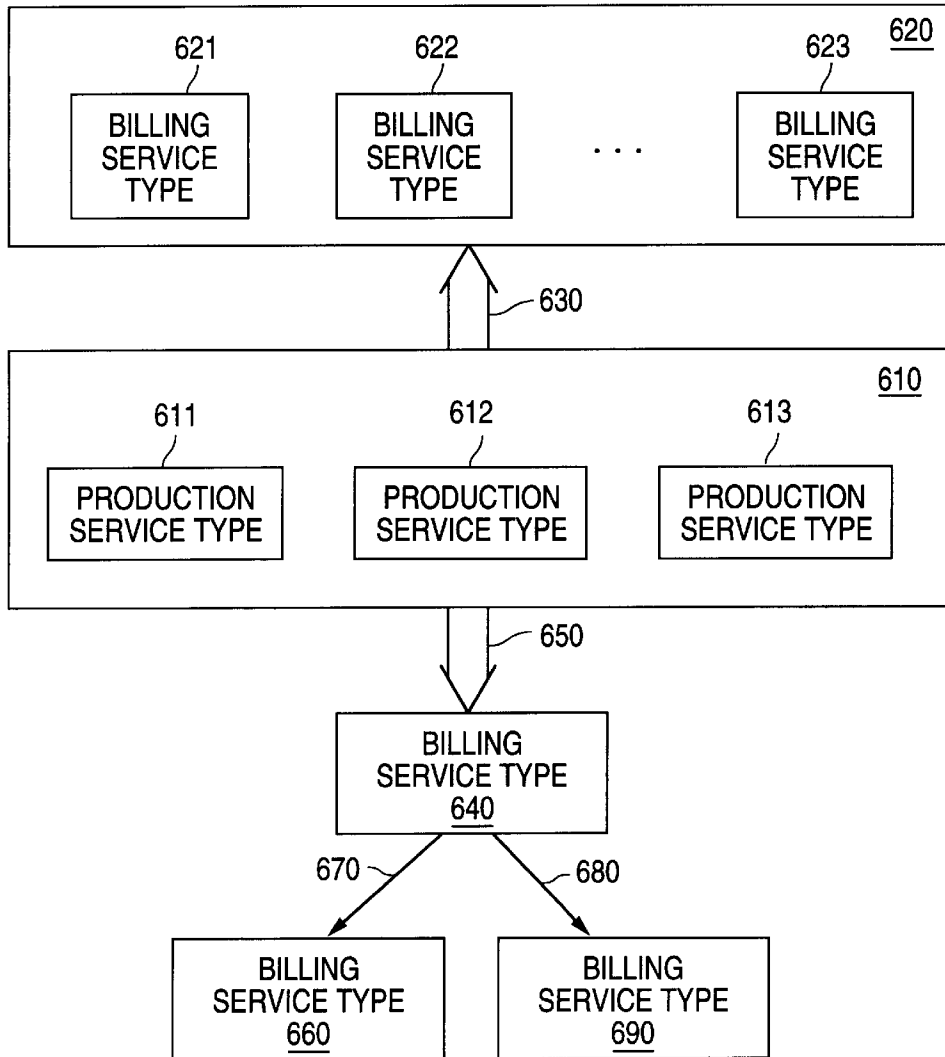 620
621
622
623
BILLING
SERVICE
TYPE
BILLING
SERVICE
TYPE
. . .
BILLING
SERVICE
TYPE
630
610
611
612
613
PRODUCTION
SERVICE TYPE
PRODUCTION
SERVICE TYPE
PRODUCTION
SERVICE TYPE
650
BILLING
SERVICE TYPE
640
670
680
BILLING
SERVICE TYPE
660
BILLING
SERVICE TYPE
690